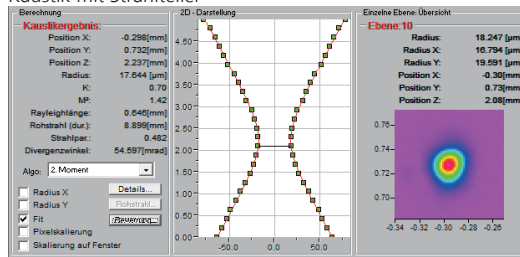 Kaustik mit Strahlteiler
Berechnung
Kaustikergebnis:
Position X: -0.298[mm]
Position Y: 0.732[mm]
Position Z: 2.237[mm]
Radius: 17.644 [µm]
K: 0.70
M²: 1.42
Rayleighlänge: 0.646[mm]
Rohstrahl (dur.): 8.899[mm]
Strahlpar.: 0.482
Divergenzwinkel: 54.597[mrad]
Algo: 2. Moment
Radius X Details...
Radius Y Rohstrahl...
Fit Bewertung...
Pixelskalierung
Skalierung auf Fenster
2D - Darstellung
4.50
4.00
3.50
3.00
2.50
2.00
1.50
1.00
0.50
0.00
-50.0 0.0 50.0
Einzelne Ebene: Übersicht
Ebene:10
Radius: 18.247 [µm]
Radius X: 16.794 [µm]
Radius Y: 19.591 [µm]
Position X: -0.30[mm]
Position Y: 0.73[mm]
Position Z: 2.08[mm]
0.76
0.74
0.72
0.70
-0.34 -0.32 -0.30 -0.28 -0.26